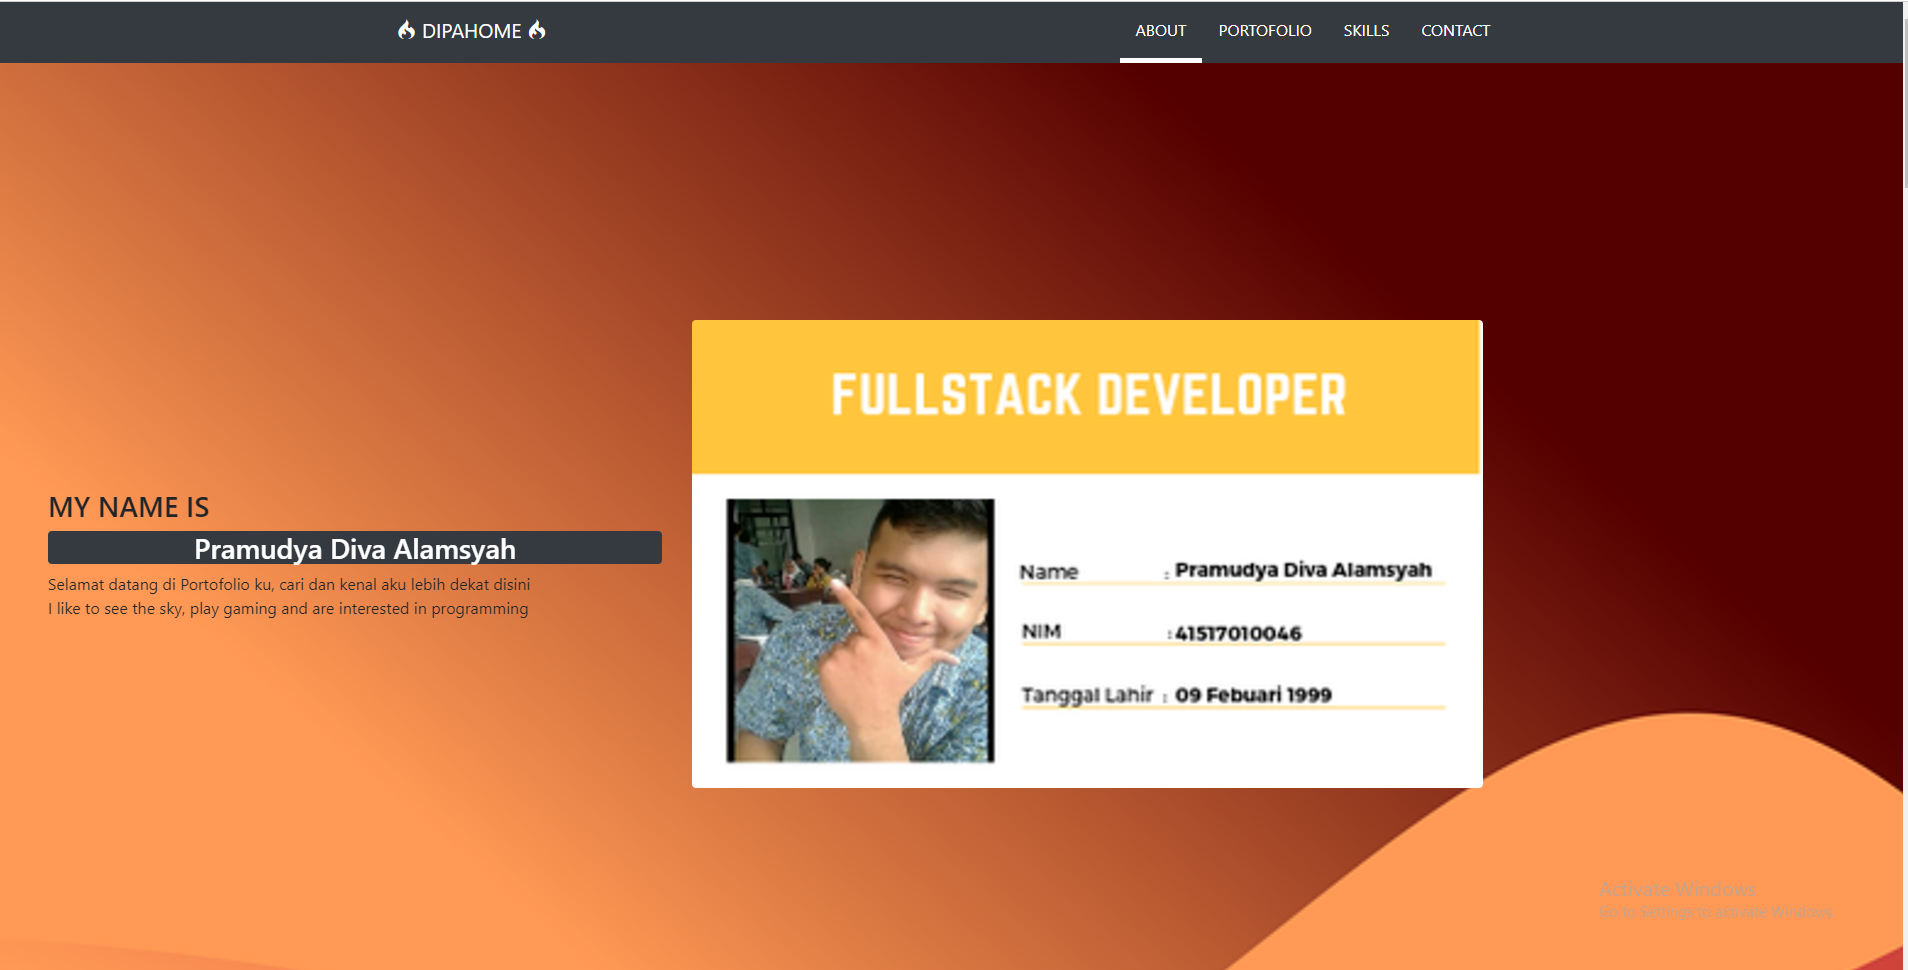 DIPAHOME
ABOUT PORTOFOLIO SKILLS CONTACT
MY NAME IS
Pramudya Diva Alamsyah
Selamat datang di Portofolio ku, cari dan kenal aku lebih dekat disini
I like to see the sky, play gaming and are interested in programming
FULLSTACK DEVELOPER
Name : Pramudya Diva Alamsyah
NIM : 41517010046
Tanggal Lahir : 09 Febuari 1999
Activate Windows
Go to Settings to activate Windows.